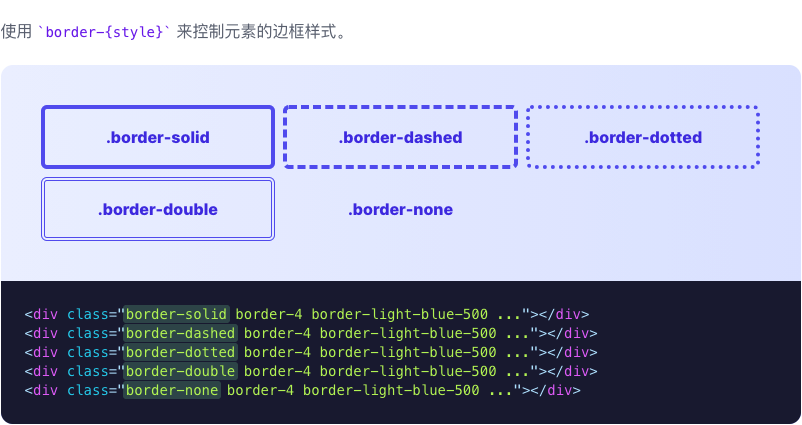 使用 `border-{style}` 来控制元素的边框样式。
.border-solid .border-dashed .border-dotted
.border-double .border-none
<div class="border-solid border-4 border-light-blue-500 ..."></div>
<div class="border-dashed border-4 border-light-blue-500 ..."></div>
<div class="border-dotted border-4 border-light-blue-500 ..."></div>
<div class="border-double border-4 border-light-blue-500 ..."></div>
<div class="border-none border-4 border-light-blue-500 ..."></div>